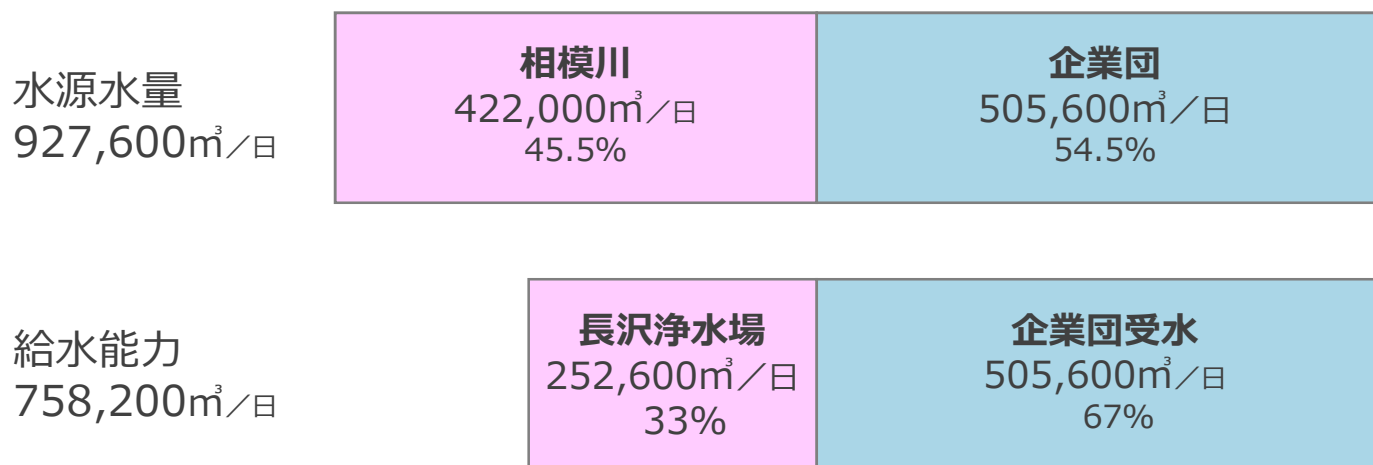 水源水量
927,600㎥／日
相模川
422,000㎥／日
45.5%
企業団
505,600㎥／日
54.5%
給水能力
758,200㎥／日
長沢浄水場
252,600㎥／日
33%
企業団受水
505,600㎥／日
67%